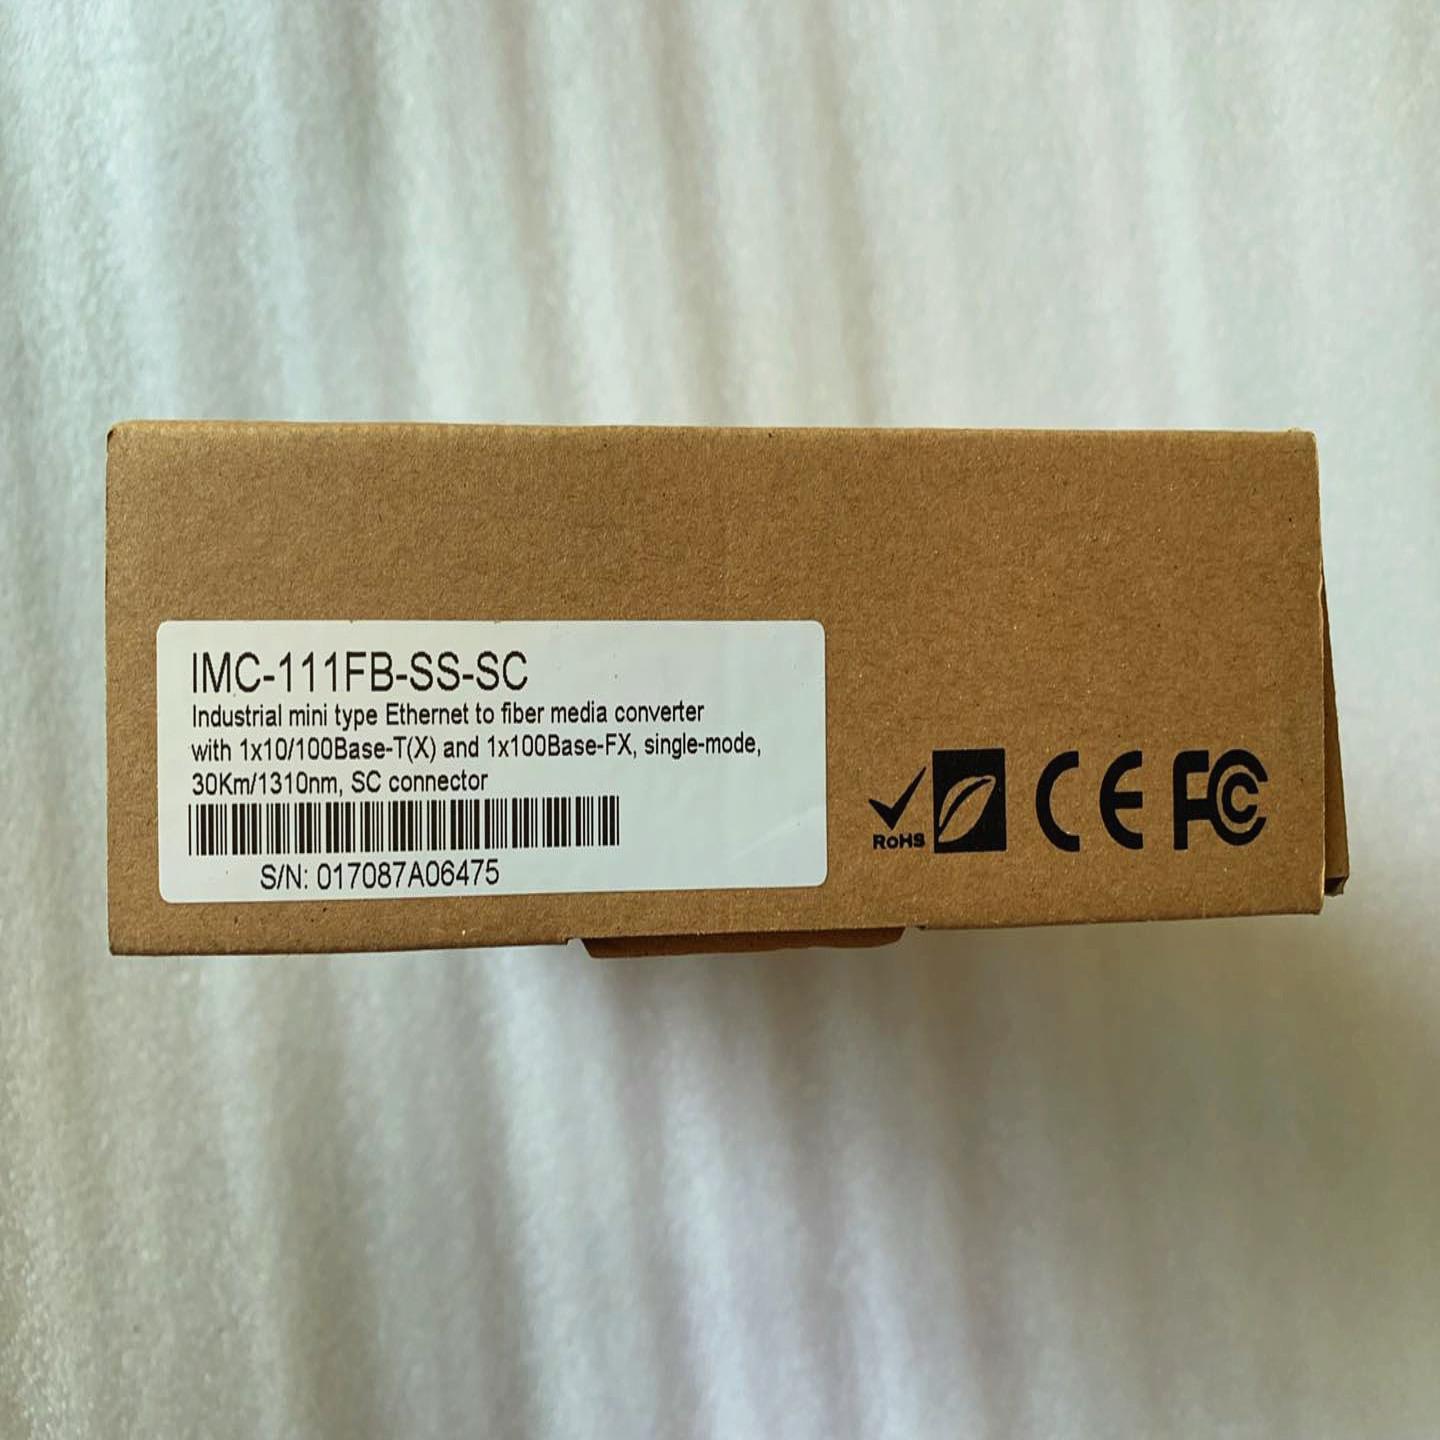 IMC-111FB-SS-SC
Industrial mini type Ethernet to fiber media converter
with 1x10/100Base-T(X) and 1x100Base-FX, single-mode,
30Km/1310nm, SC connector
S/N: 017087A06475
RoHS
CE FC